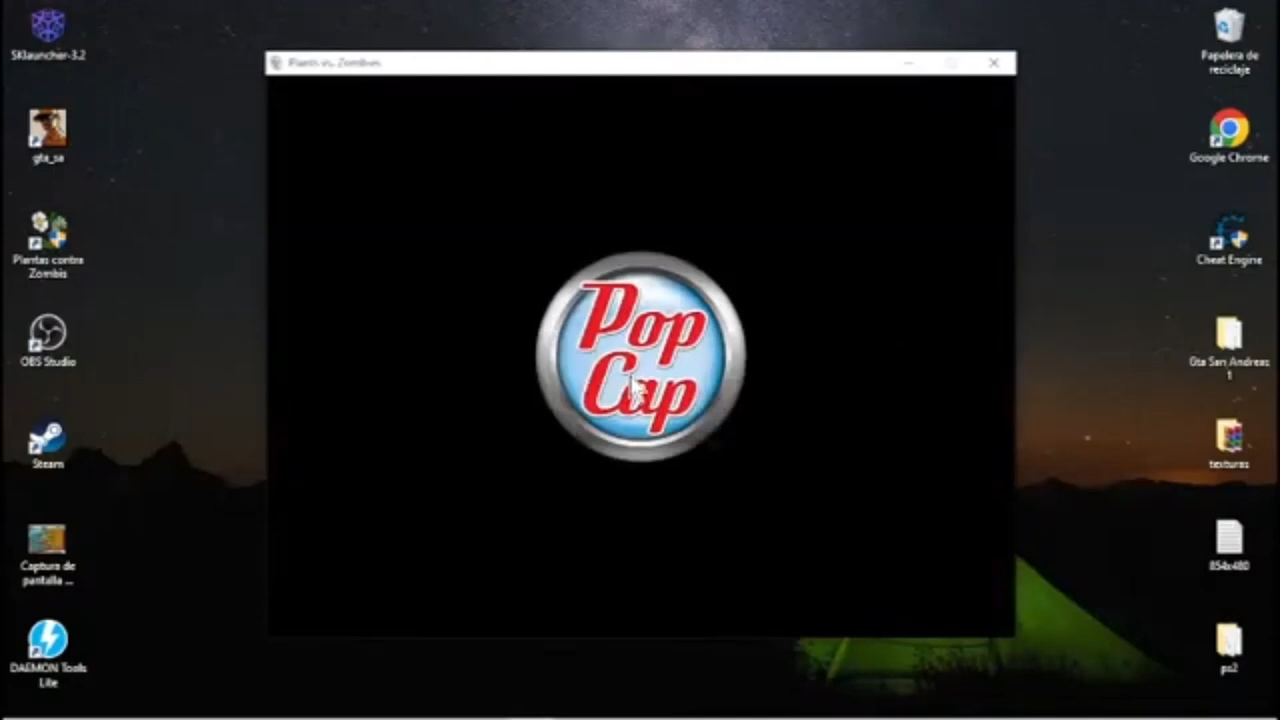 SKlauncher-3.2
gta_sa
Plantas contra
Zombis
OBS Studio
Steam
Captura de
pantalla ...
DAEMON Tools
Lite
Plants vs. Zombies
Pop
Cap
Papelera de
reciclaje
Google Chrome
Cheat Engine
Gta San Andreas
1
texturas
854x480
ps2